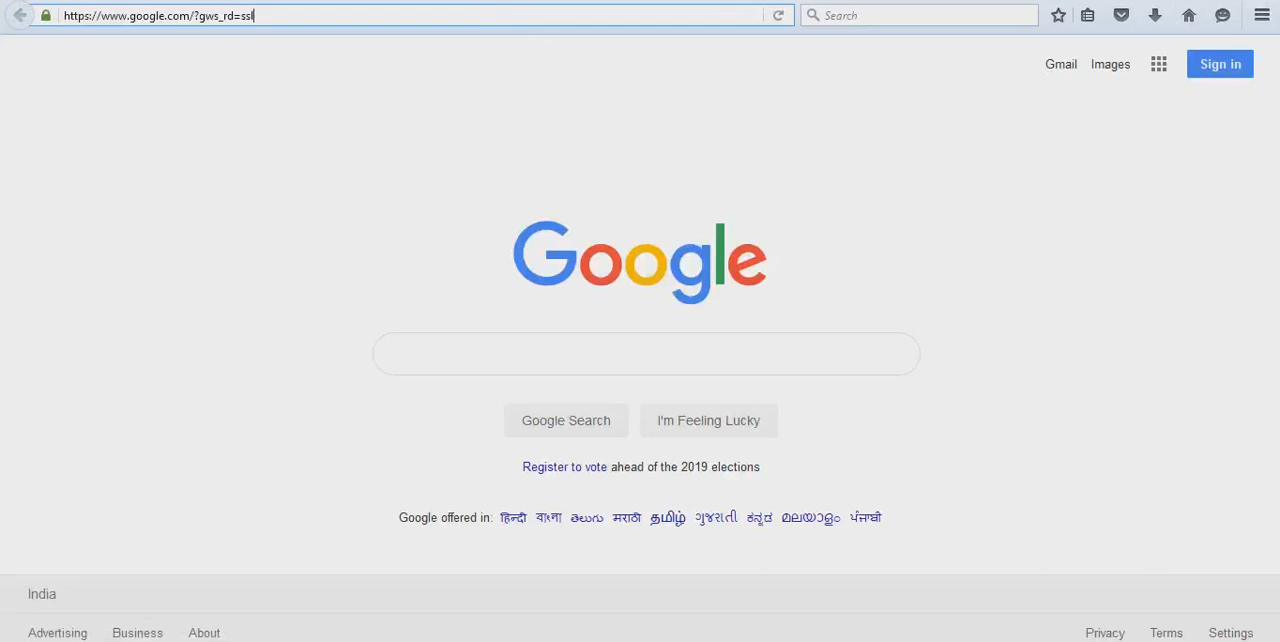 https://www.google.com/?gws_rd=ssl
Search
Gmail Images Sign in
Google
Google Search I'm Feeling Lucky
Register to vote ahead of the 2019 elections
Google offered in: हिन्दी বাংলা తెలుగు मराठी தமிழ் ગુજરાતી ಕನ್ನಡ മലയാളം ਪੰਜਾਬੀ
India
Advertising Business About Privacy Terms Settings